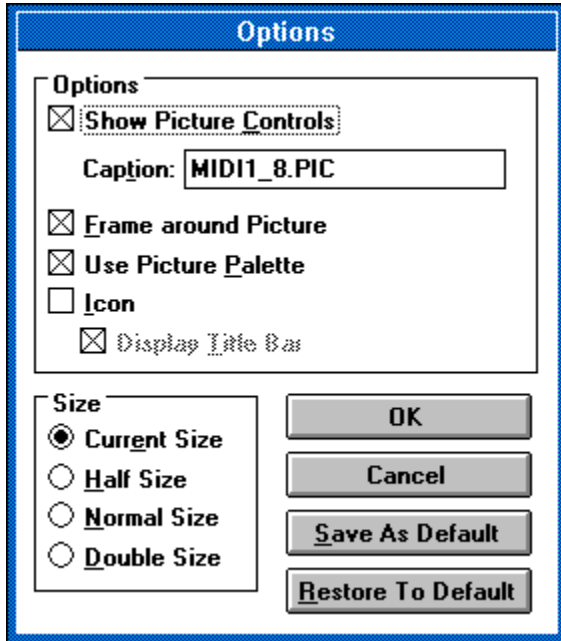 Options
Options
Show Picture Controls
Caption: MIDI1_8.PIC
Frame around Picture
Use Picture Palette
Icon
Display Title Bar
Size
Current Size
Half Size
Normal Size
Double Size
OK
Cancel
Save As Default
Restore To Default